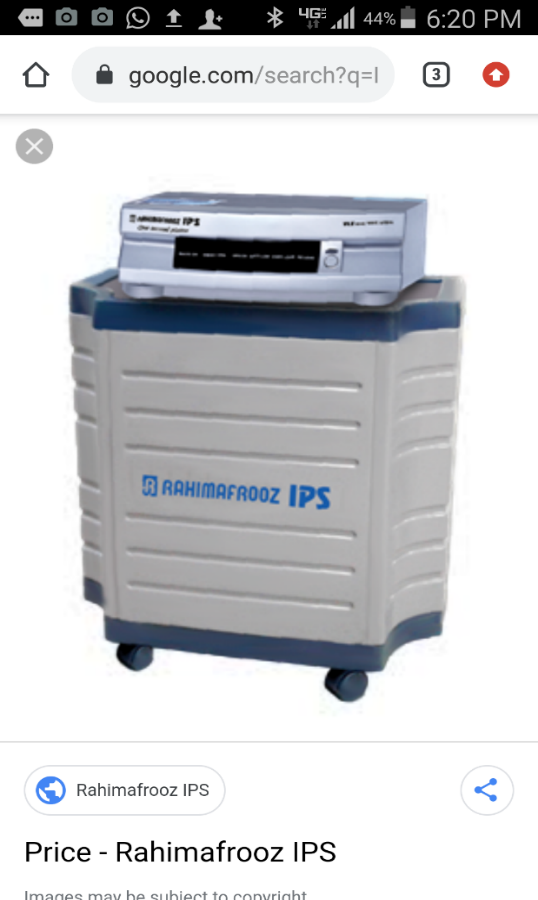 4G
44%
6:20 PM
google.com/search?q=I
3
RAHIMAFROOZ IPS
RAHIMAFROOZ IPS
Rahimafrooz IPS
Price - Rahimafrooz IPS
Images may be subject to copyright